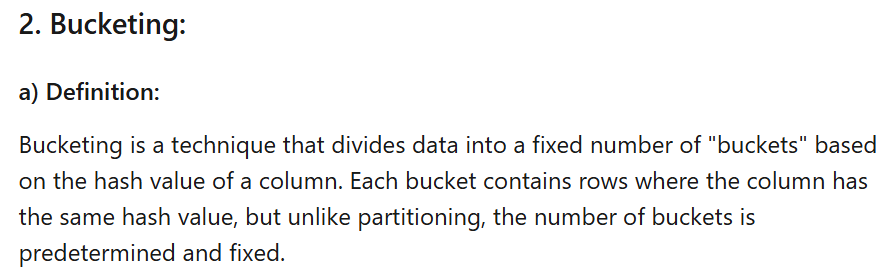 2. Bucketing:
a) Definition:
Bucketing is a technique that divides data into a fixed number of "buckets" based
on the hash value of a column. Each bucket contains rows where the column has
the same hash value, but unlike partitioning, the number of buckets is
predetermined and fixed.